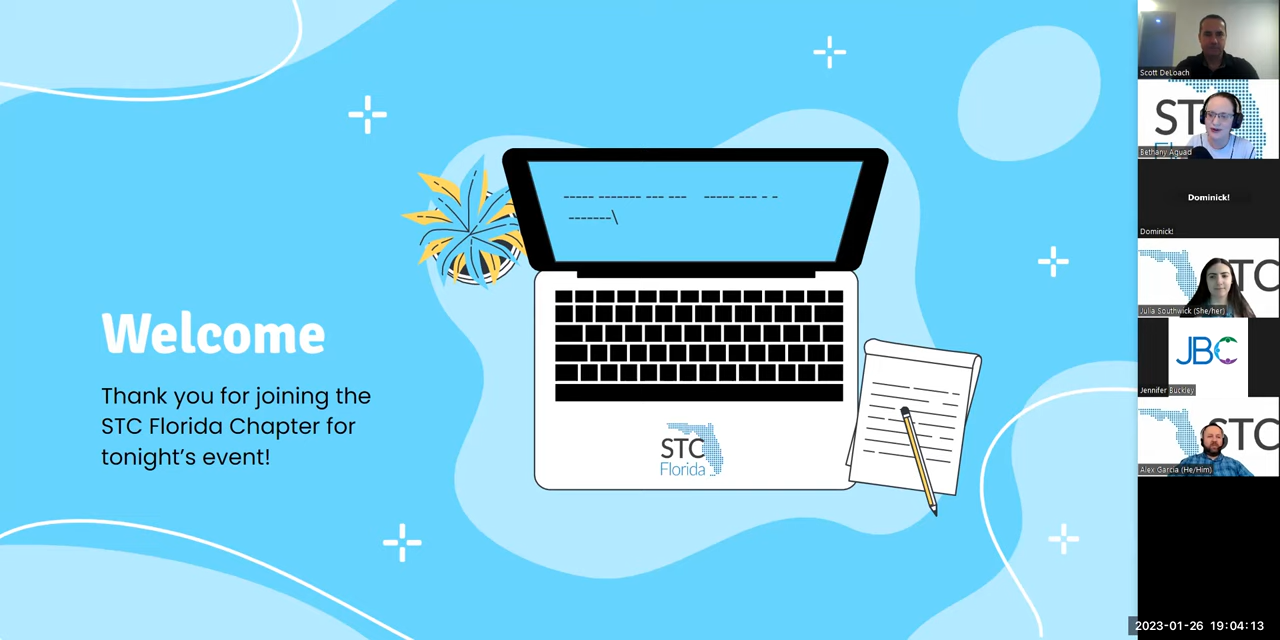 Welcome
Thank you for joining the
STC Florida Chapter for
tonight's event!
STC
Florida
Scott DeLoach
ST
Bethany Aguad
Dominick!
Dominick!
TC
Julia Southwick (She/her)
JBC
Jennifer Buckley
STC
Alex Garcia (He/Him)
2023-01-26 19:04:13